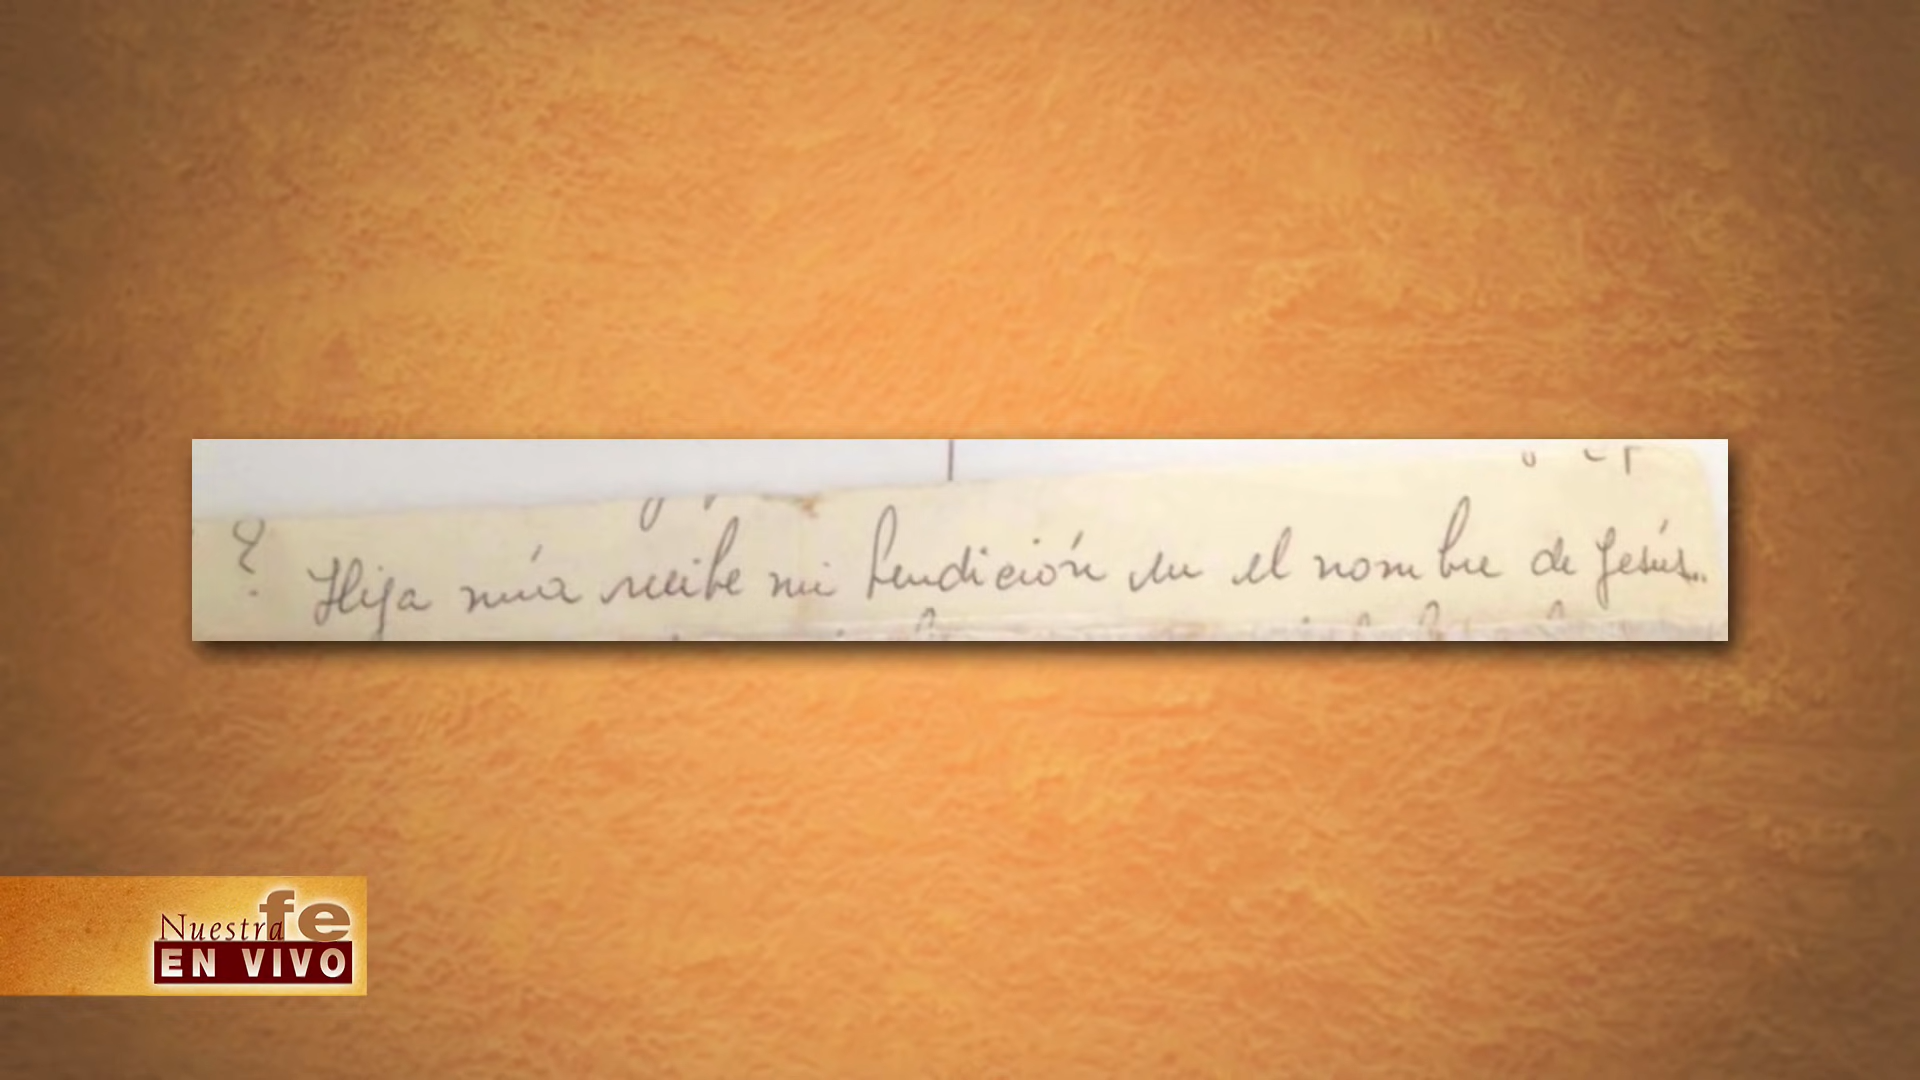 ? Hija mía recibe mi bendición en el nombre de Jesús..
Nuestra fe
EN VIVO